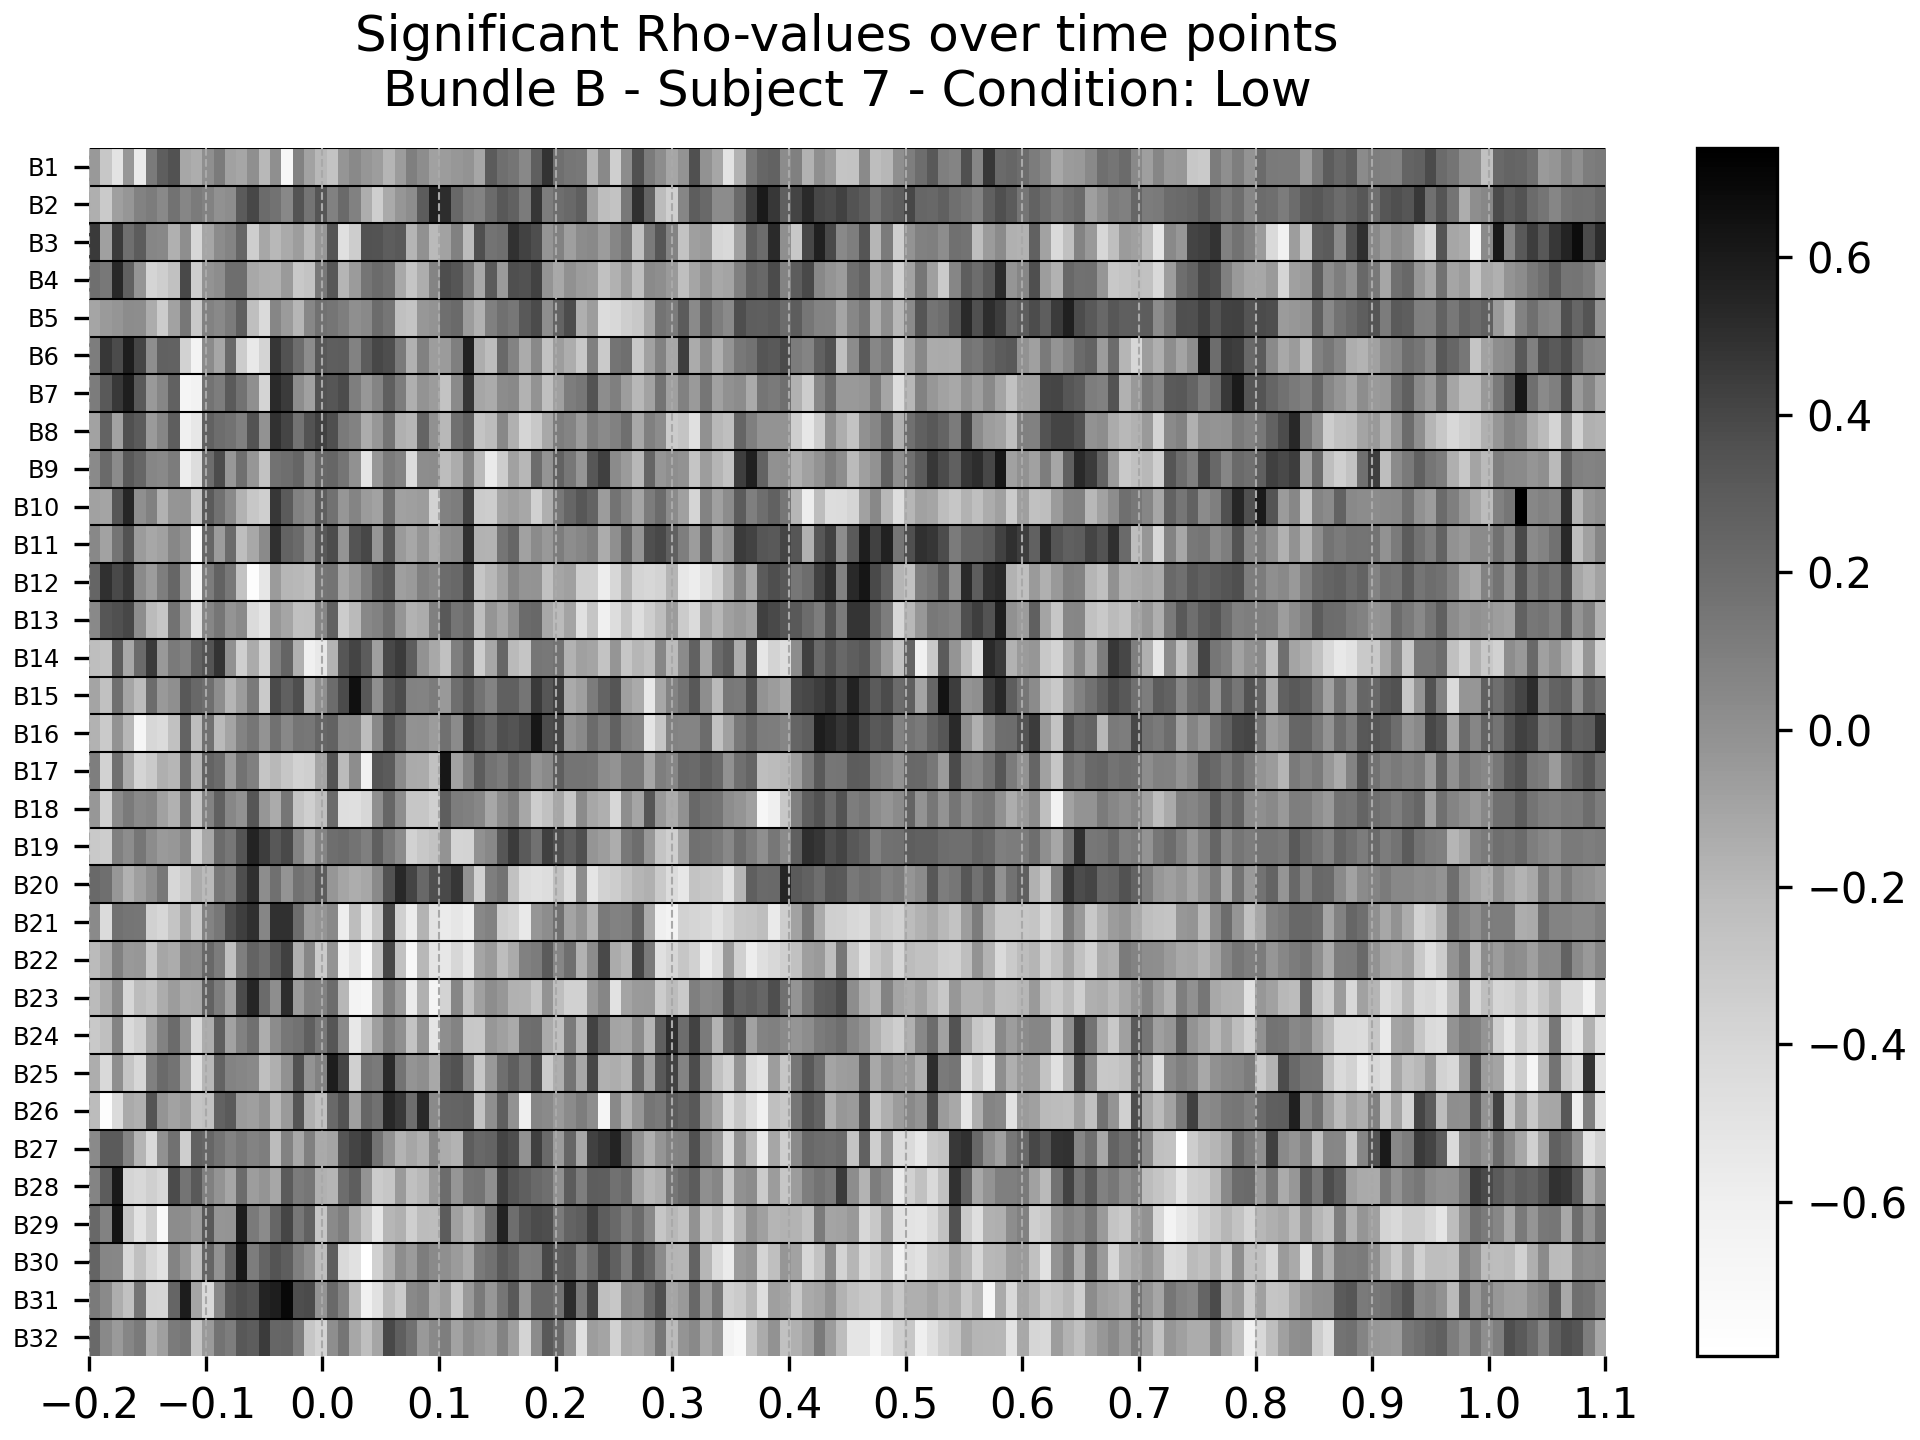 Significant Rho-values over time points
Bundle B - Subject 7 - Condition: Low
B1
B2
B3
B4
B5
B6
B7
B8
B9
B10
B11
B12
B13
B14
B15
B16
B17
B18
B19
B20
B21
B22
B23
B24
B25
B26
B27
B28
B29
B30
B31
B32
−0.2 −0.1 0.0 0.1 0.2 0.3 0.4 0.5 0.6 0.7 0.8 0.9 1.0 1.1
0.6
0.4
0.2
0.0
−0.2
−0.4
−0.6